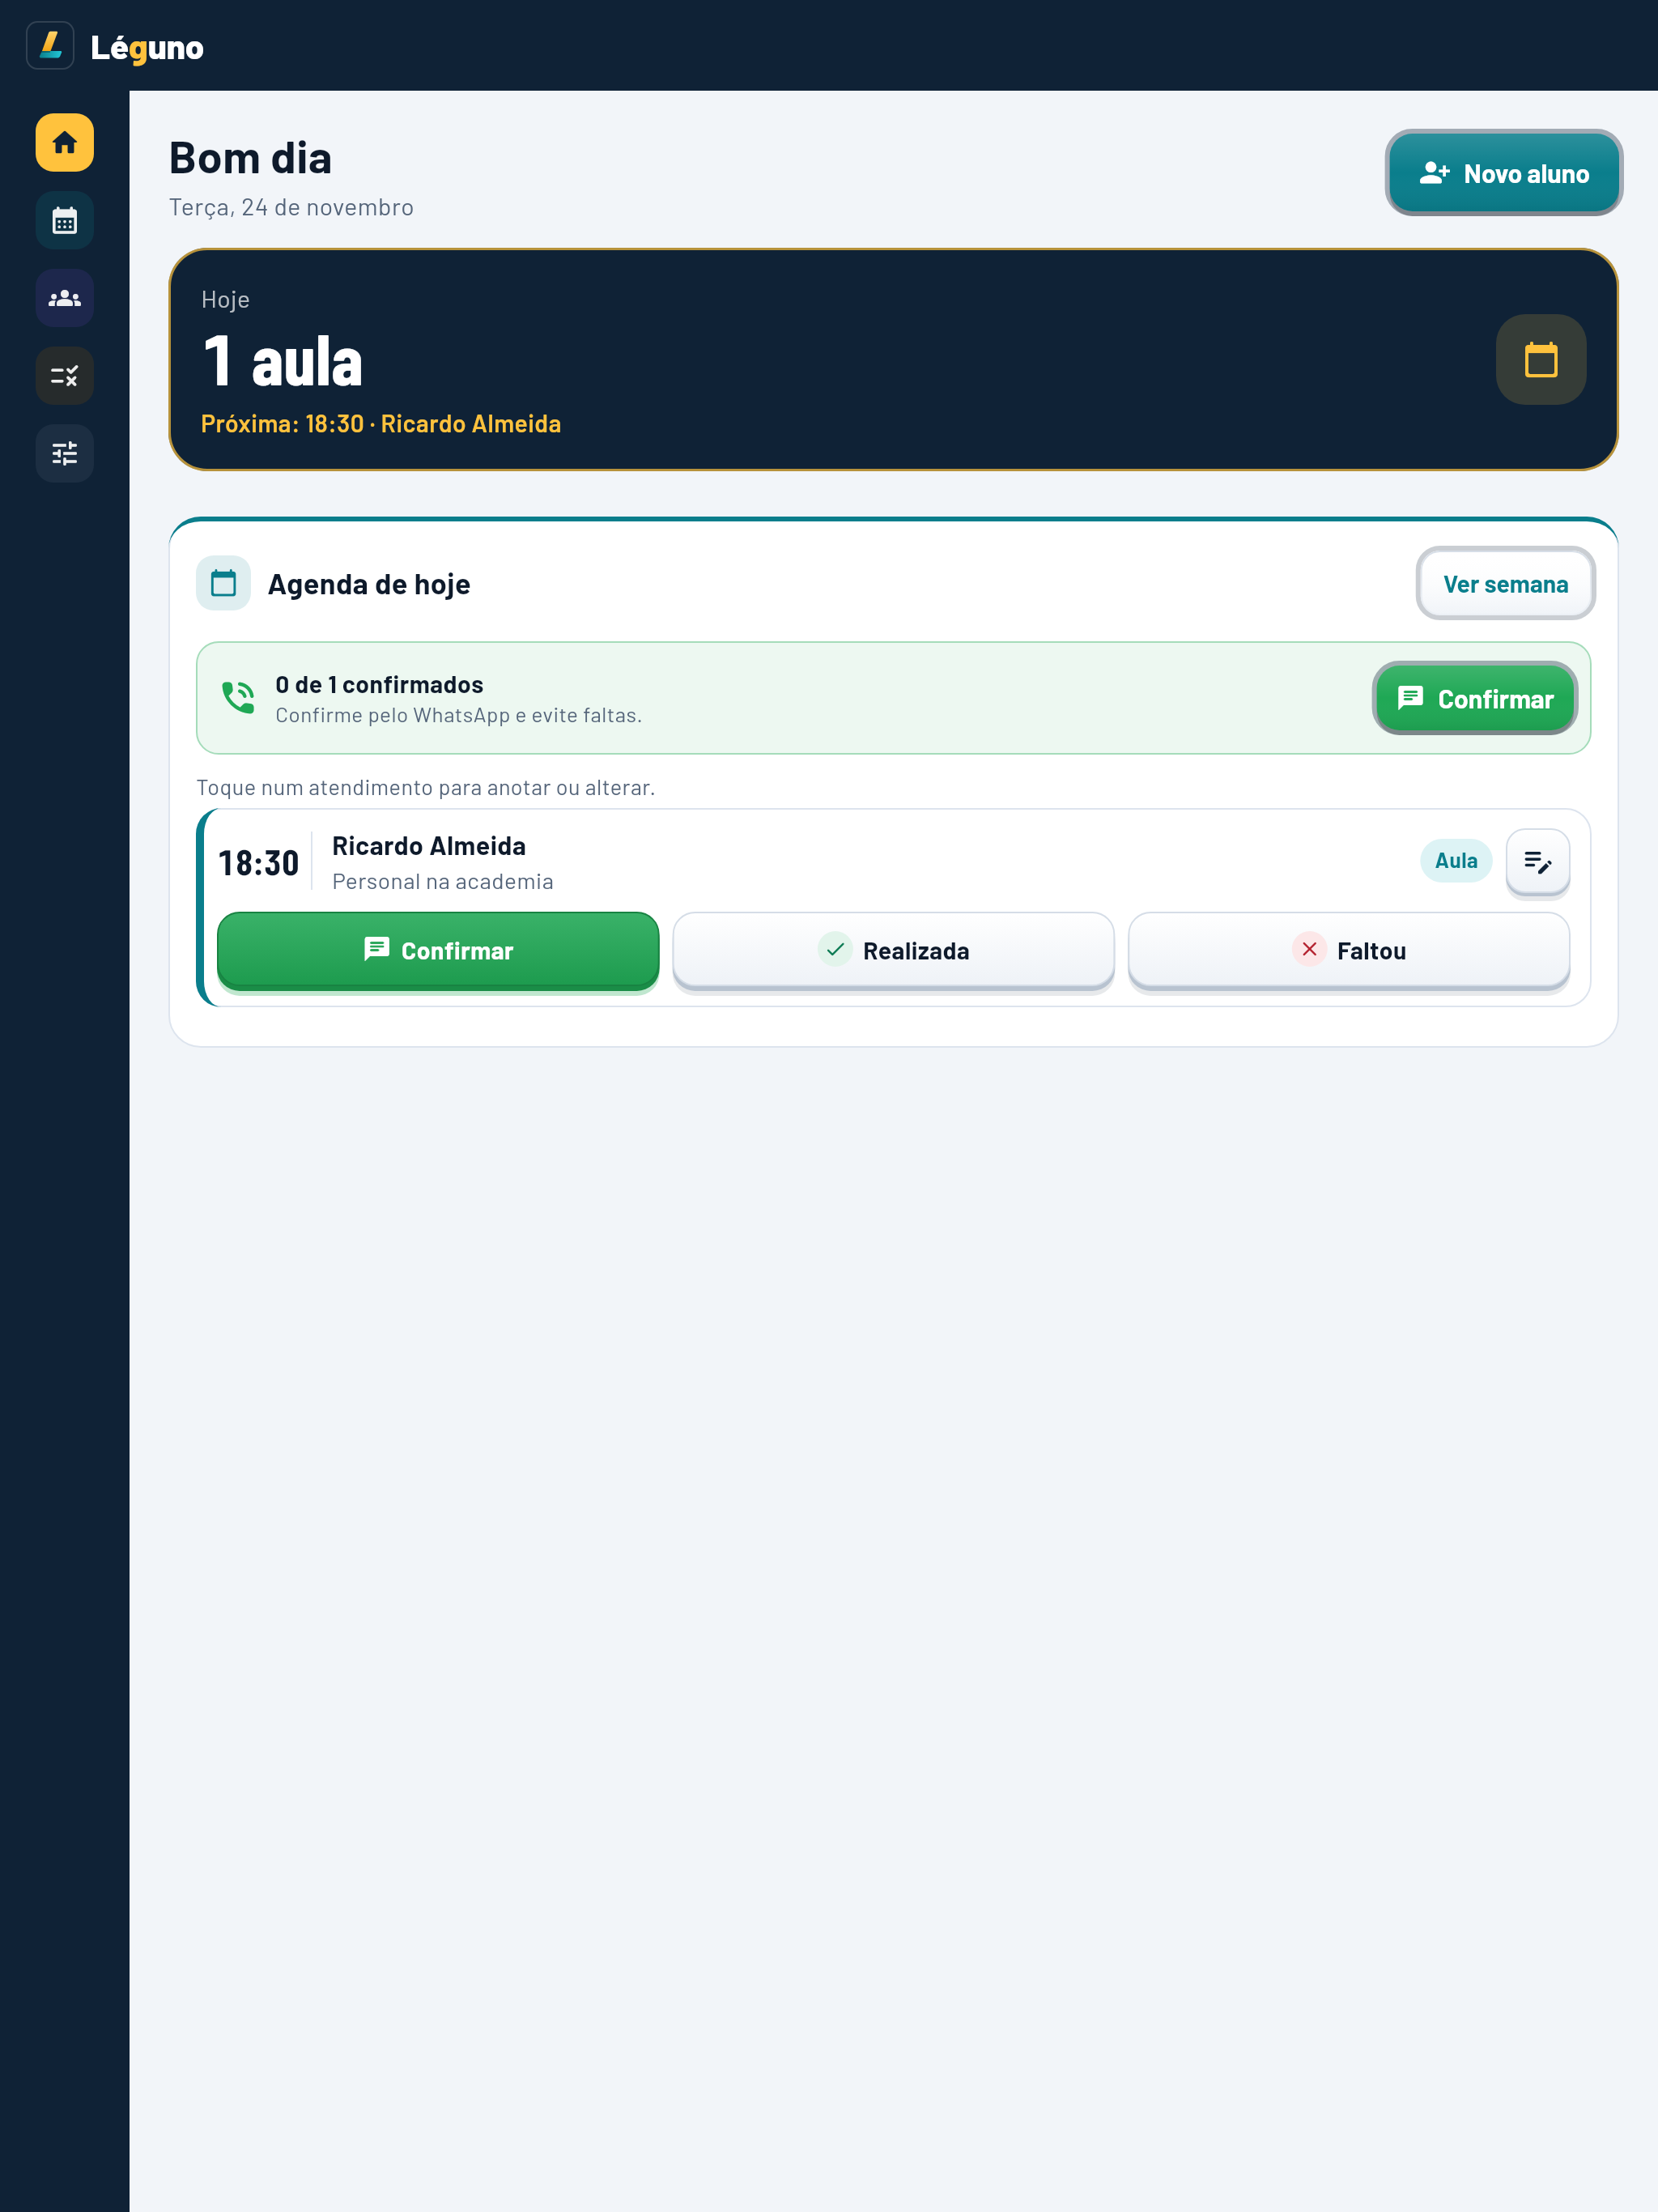 Léguno
Bom dia
Terça, 24 de novembro
Novo aluno
Hoje
1 aula
Próxima: 18:30 · Ricardo Almeida
Agenda de hoje
Ver semana
0 de 1 confirmados
Confirme pelo WhatsApp e evite faltas.
Confirmar
Toque num atendimento para anotar ou alterar.
18:30
Ricardo Almeida
Personal na academia
Aula
Confirmar
Realizada
Faltou